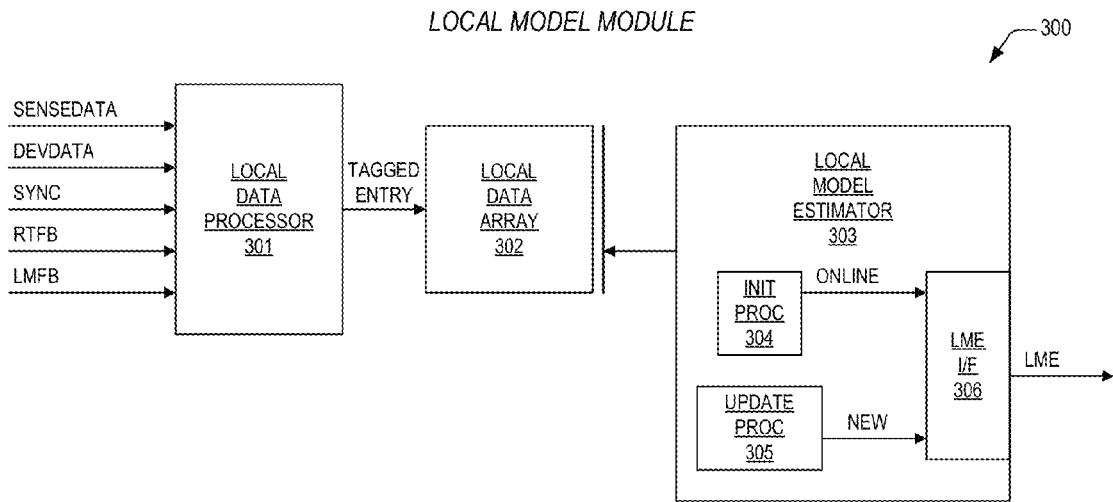 LOCAL MODEL MODULE
300
SENSEDATA
DEVDATA
SYNC
RTFB
LMFB
LOCAL
DATA
PROCESSOR
301
TAGGED
ENTRY
LOCAL
DATA
ARRAY
302
LOCAL
MODEL
ESTIMATOR
303
INIT
PROC
304
ONLINE
UPDATE
PROC
305
NEW
LME
I/F
306
LME